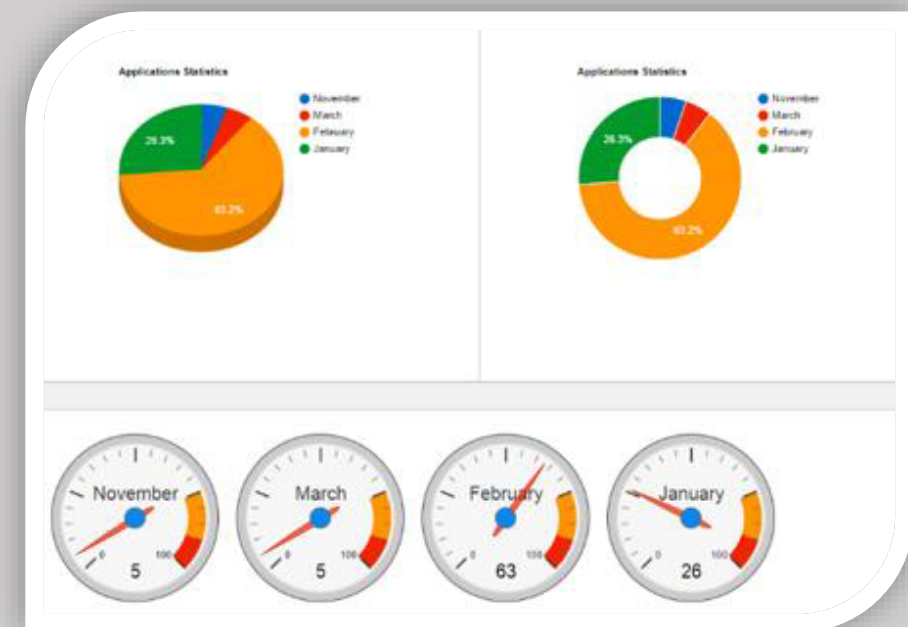 Applications Statistics
November
March
February
January
26.3%
63.2%
Applications Statistics
November
March
February
January
26.3%
63.2%
November
0
100
5
March
0
100
5
February
0
100
63
January
0
100
26